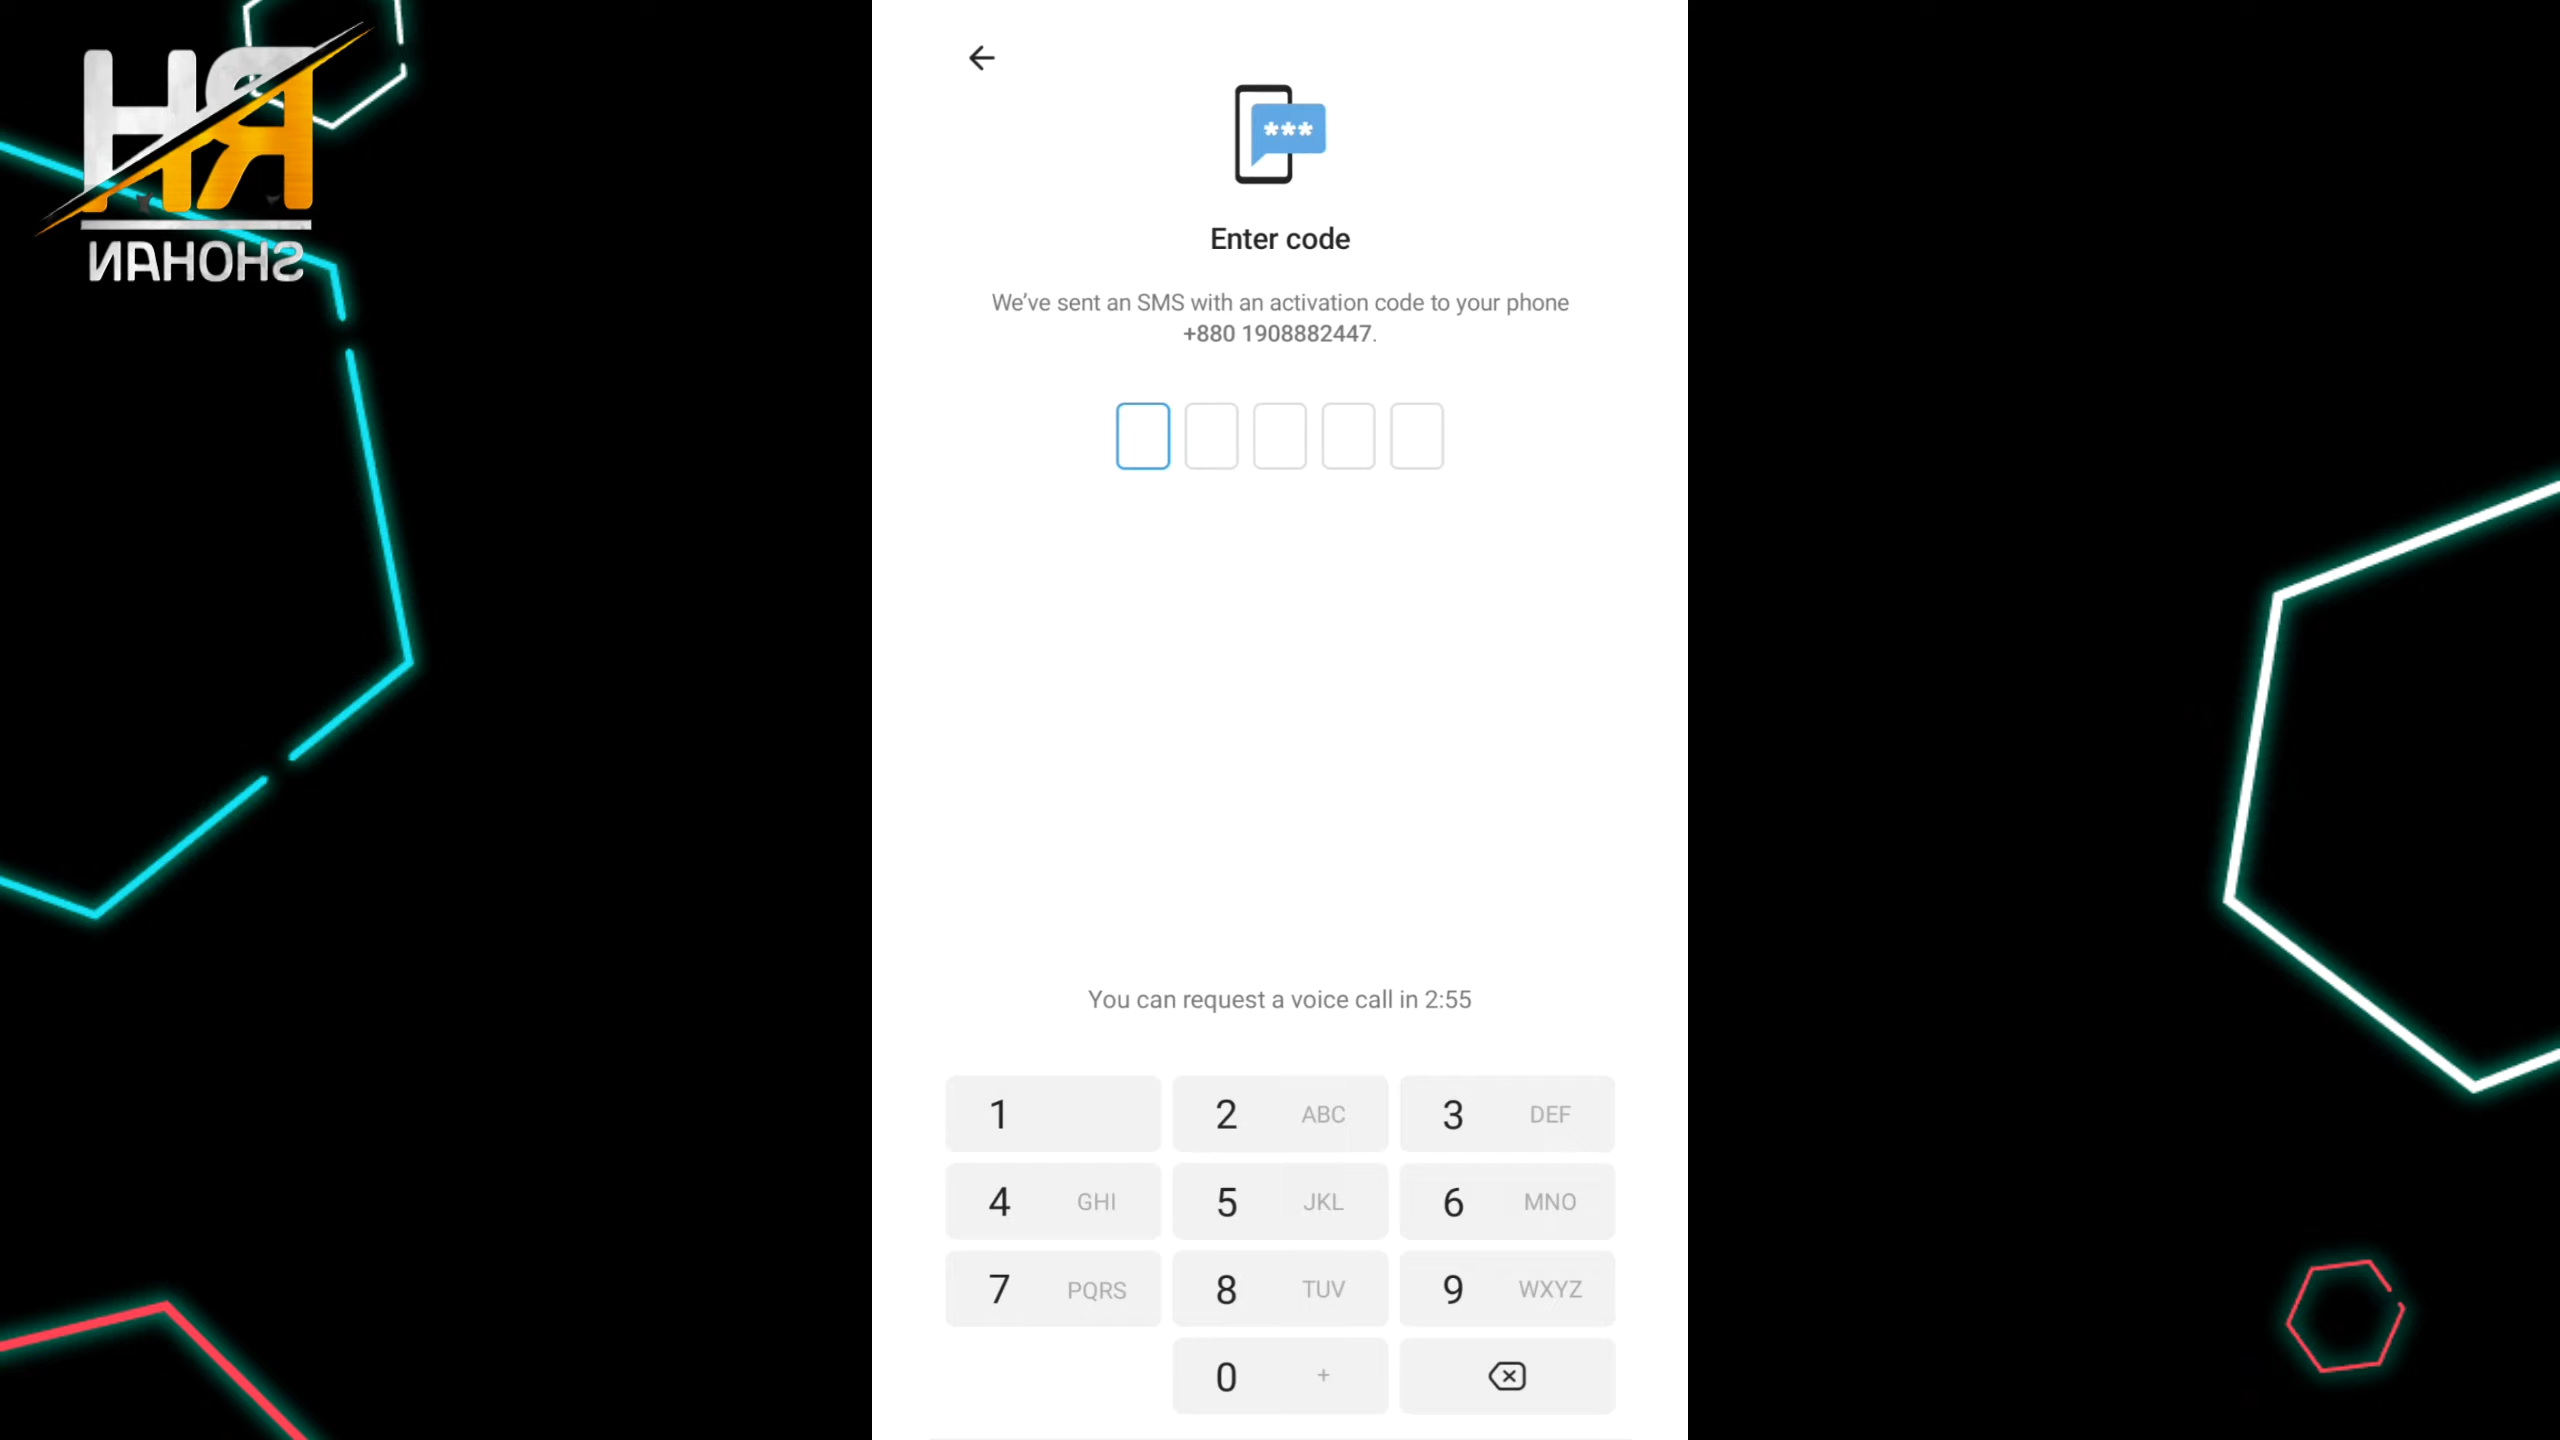 HR
SHOHAN
Enter code
We’ve sent an SMS with an activation code to your phone
+880 1908882447.
***
You can request a voice call in 2:55
1
2 ABC
3 DEF
4 GHI
5 JKL
6 MNO
7 PQRS
8 TUV
9 WXYZ
0 +